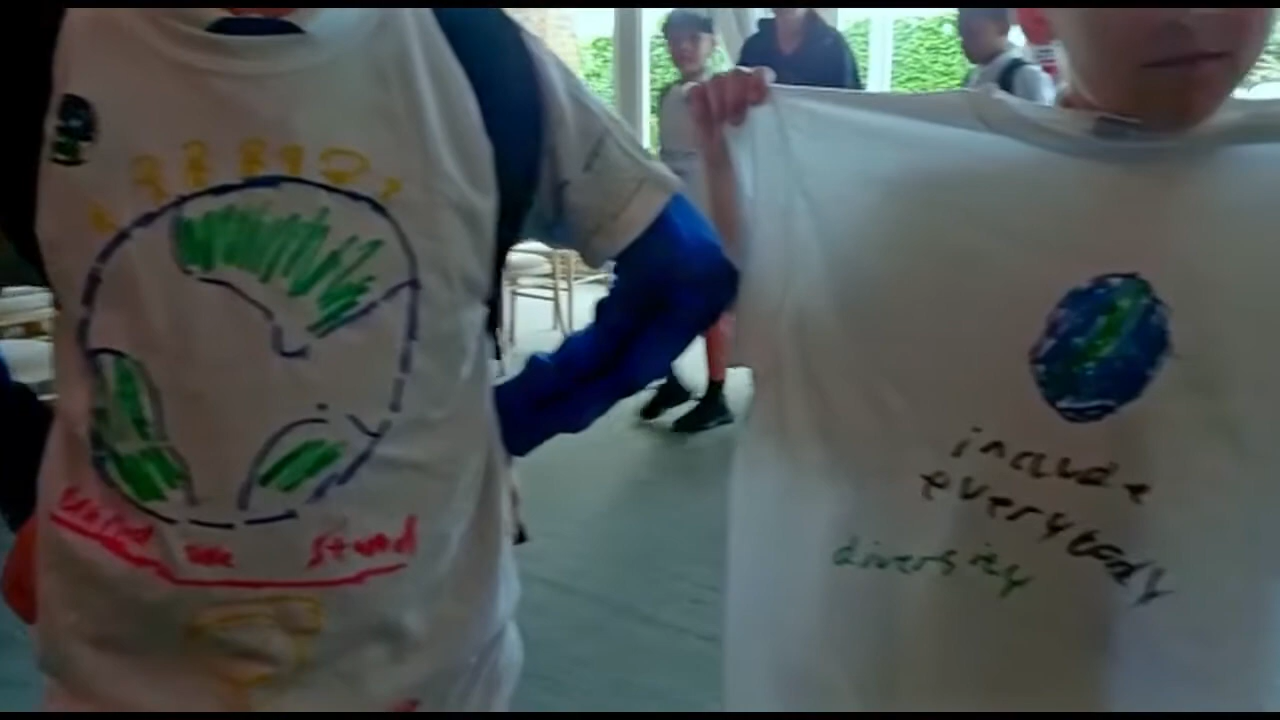 united we stand
include
everybody
diversity